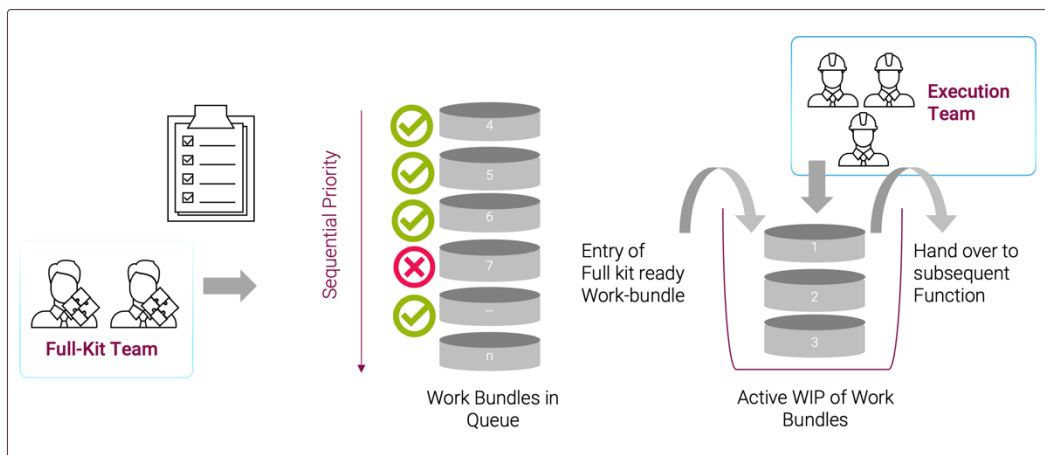 Full-Kit Team
Sequential Priority
4
5
6
7
--
n
Work Bundles in
Queue
Entry of
Full kit ready
Work-bundle
Execution
Team
1
2
3
Hand over to
subsequent
Function
Active WIP of Work
Bundles